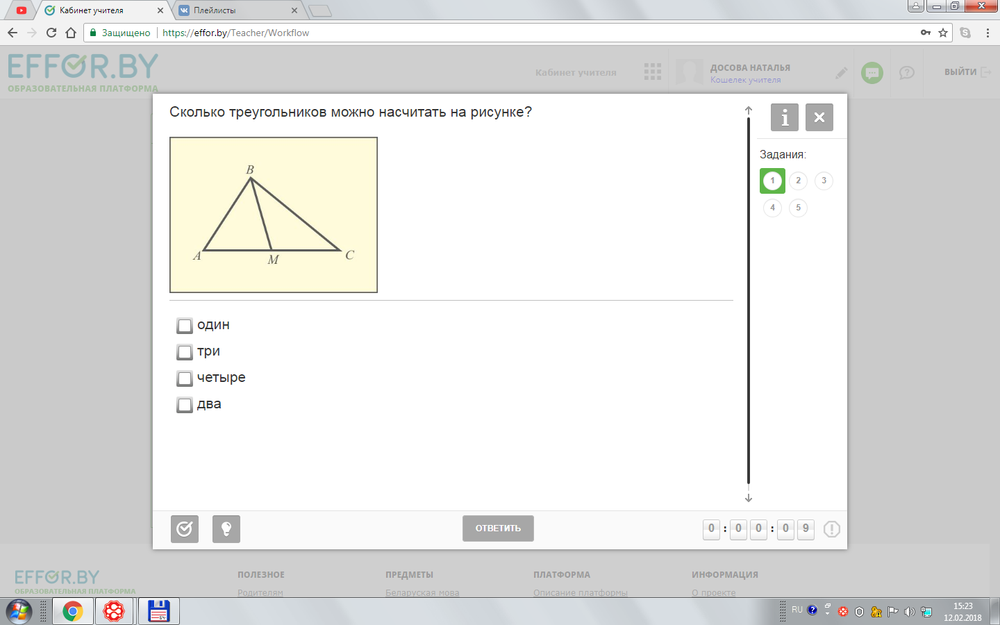 Кабинет учителя
Плейлисты
Защищено
https://effor.by/Teacher/Workflow
EFFOR.BY
ОБРАЗОВАТЕЛЬНАЯ ПЛАТФОРМА
Кабинет учителя
ДОСОВА НАТАЛЬЯ
Кошелек учителя
ВЫЙТИ
Сколько треугольников можно насчитать на рисунке?
B
A
M
C
один
три
четыре
два
i
Задания:
1 2 3
4 5
ОТВЕТИТЬ
0 : 0 0 : 0 9
EFFOR.BY
ОБРАЗОВАТЕЛЬНАЯ ПЛАТФОРМА
ПОЛЕЗНОЕ
Родителям
ПРЕДМЕТЫ
Беларуская мова
ПЛАТФОРМА
Описание платформы
ИНФОРМАЦИЯ
О проекте
64
RU
15:23
12.02.2018